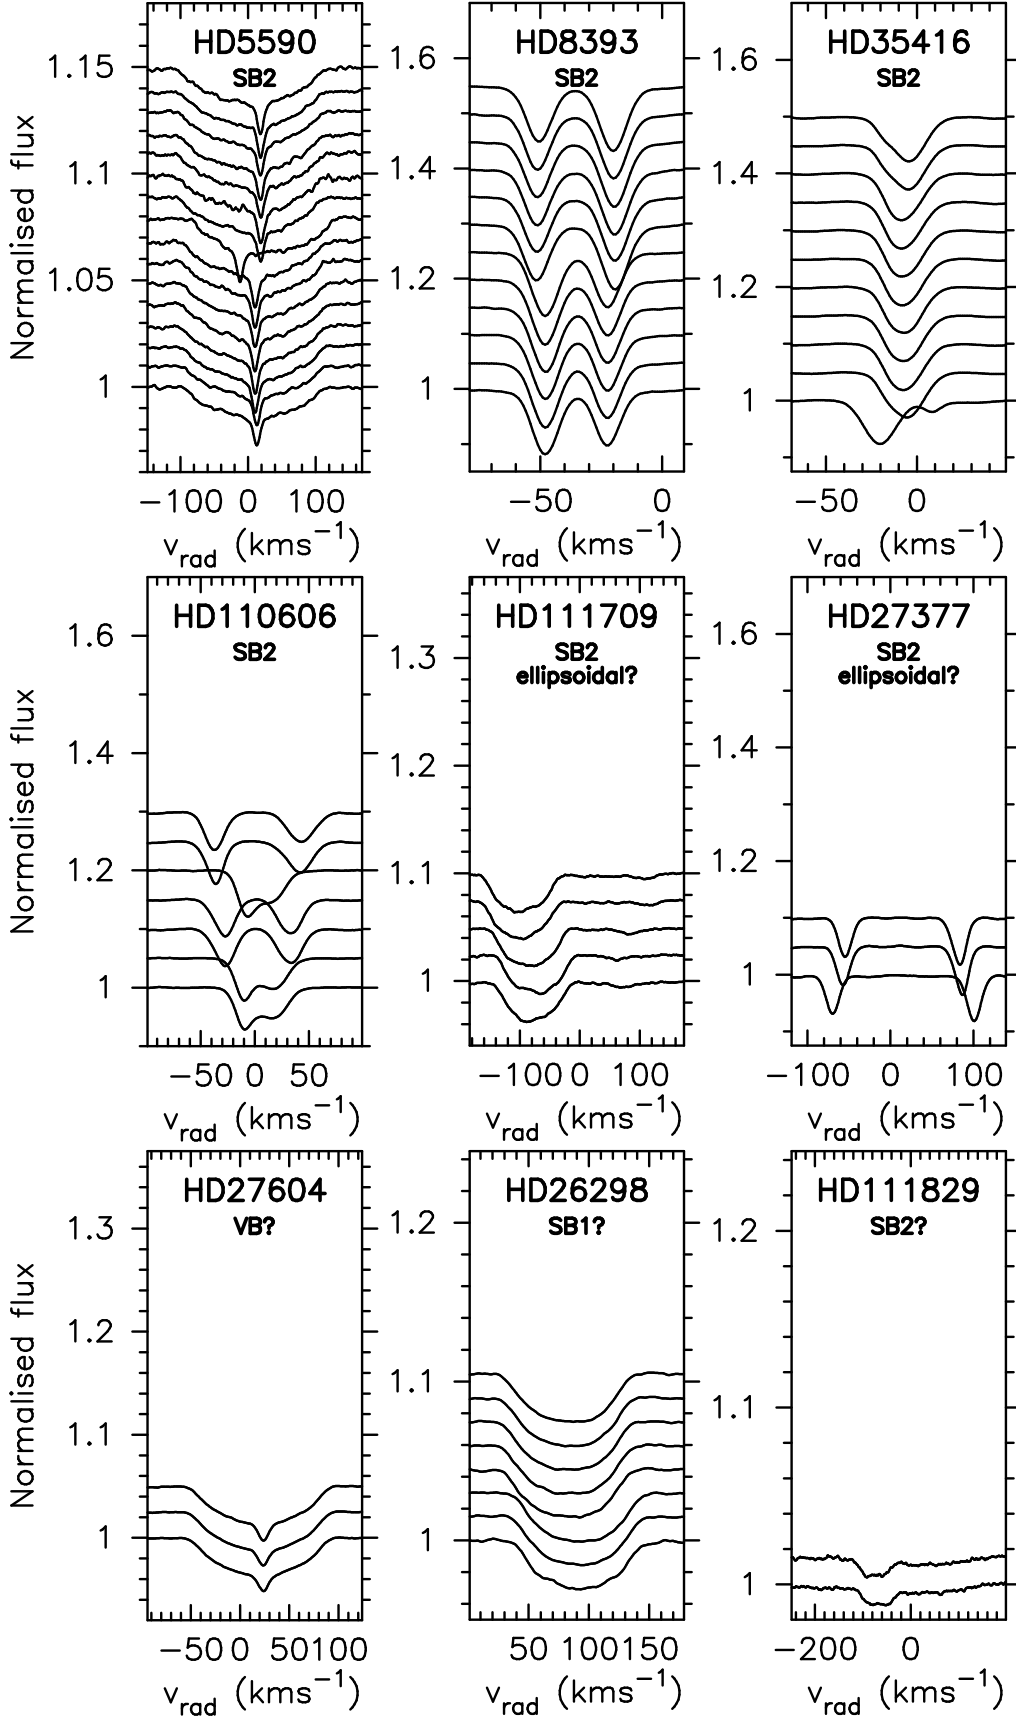 HD5590
SB2
1.15
1.1
1.05
1
Normalised flux
−100 0 100
v_rad (kms^−1)
HD8393
SB2
1.6
1.4
1.2
1
−50 0
v_rad (kms^−1)
HD35416
SB2
1.6
1.4
1.2
1
−50 0
v_rad (kms^−1)
HD110606
SB2
1.6
1.4
1.2
1
Normalised flux
−50 0 50
v_rad (kms^−1)
HD111709
SB2
ellipsoidal?
1.3
1.2
1.1
1
−100 0 100
v_rad (kms^−1)
HD27377
SB2
ellipsoidal?
1.6
1.4
1.2
1
−100 0 100
v_rad (kms^−1)
HD27604
VB?
1.3
1.2
1.1
1
Normalised flux
−50 0 50 100
v_rad (kms^−1)
HD26298
SB1?
1.2
1.1
1
50 100 150
v_rad (kms^−1)
HD111829
SB2?
1.2
1.1
1
−200 0
v_rad (kms^−1)